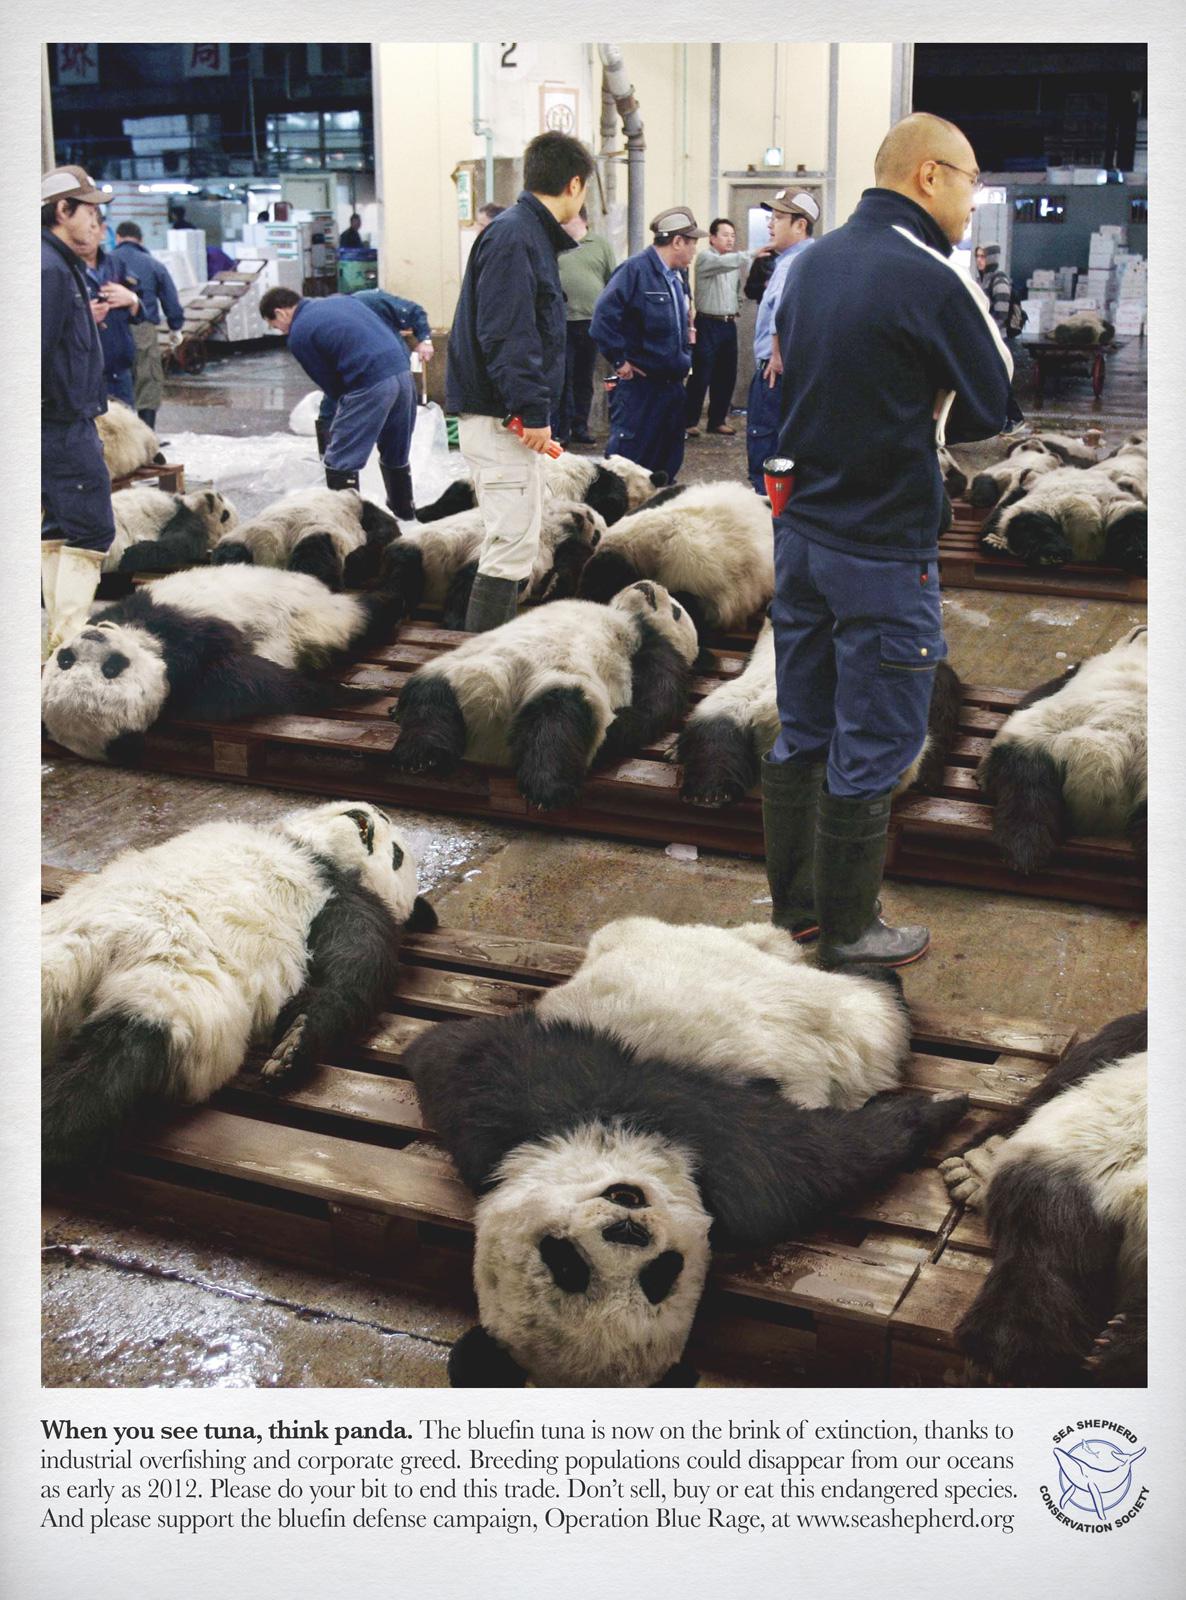 球 局
2
When you see tuna, think panda. The bluefin tuna is now on the brink of extinction, thanks to
industrial overfishing and corporate greed. Breeding populations could disappear from our oceans
as early as 2012. Please do your bit to end this trade. Don't sell, buy or eat this endangered species.
And please support the bluefin defense campaign, Operation Blue Rage, at www.seashepherd.org
SEA SHEPHERD
CONSERVATION SOCIETY